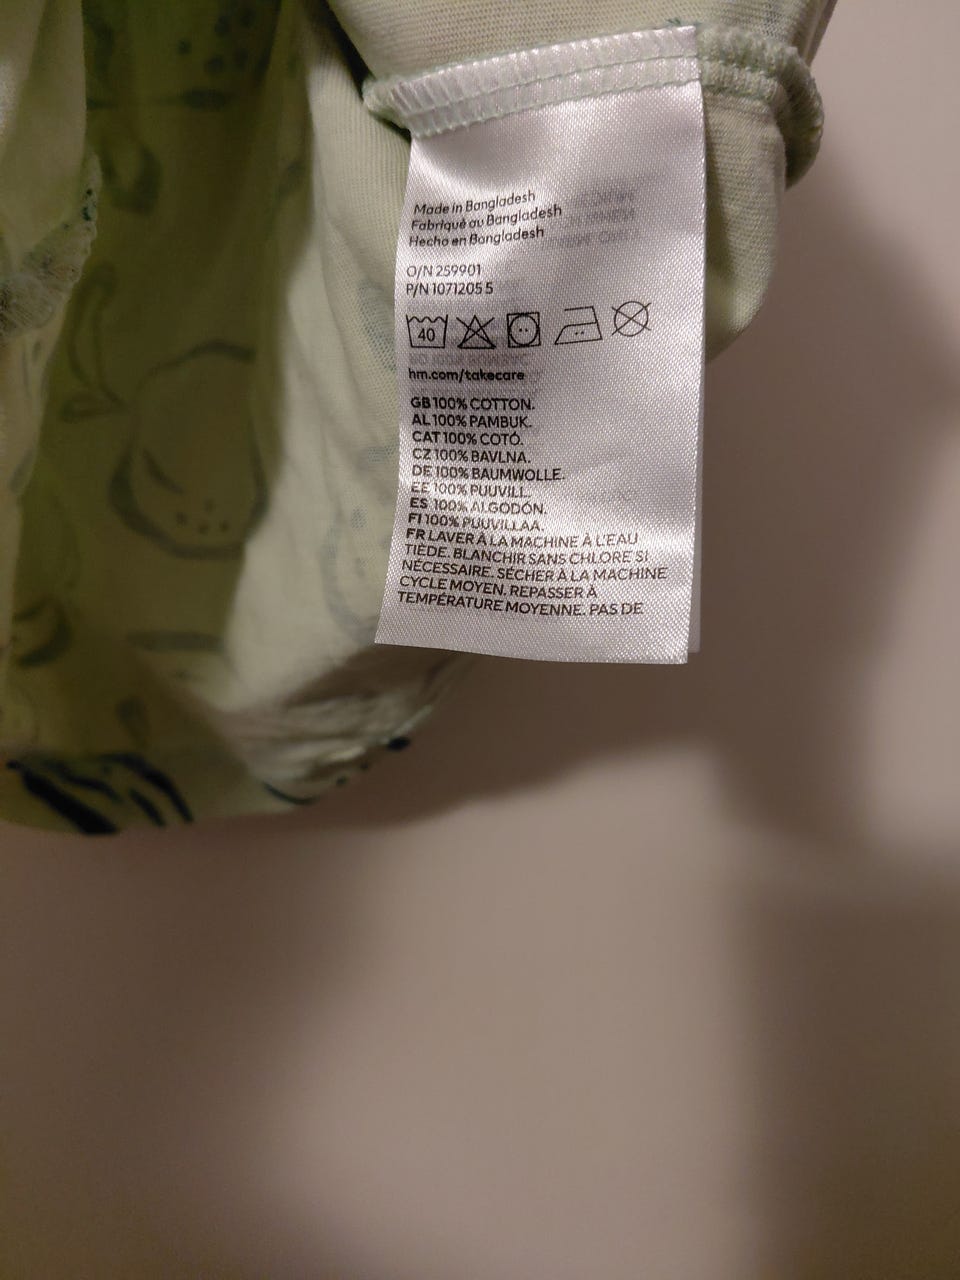 Made in Bangladesh
Fabriqué au Bangladesh
Hecho en Bangladesh
O/N 259901
P/N 1071205 5
40
hm.com/takecare
GB 100% COTTON.
AL 100% PAMBUK.
CAT 100% COTÓ.
CZ 100% BAVLNA.
DE 100% BAUMWOLLE.
EE 100% PUUVILL.
ES 100% ALGODÓN.
FI 100% PUUVILLAA.
FR LAVER À LA MACHINE À L'EAU
TIÈDE. BLANCHIR SANS CHLORE SI
NÉCESSAIRE. SÉCHER À LA MACHINE
CYCLE MOYEN. REPASSER À
TEMPÉRATURE MOYENNE. PAS DE